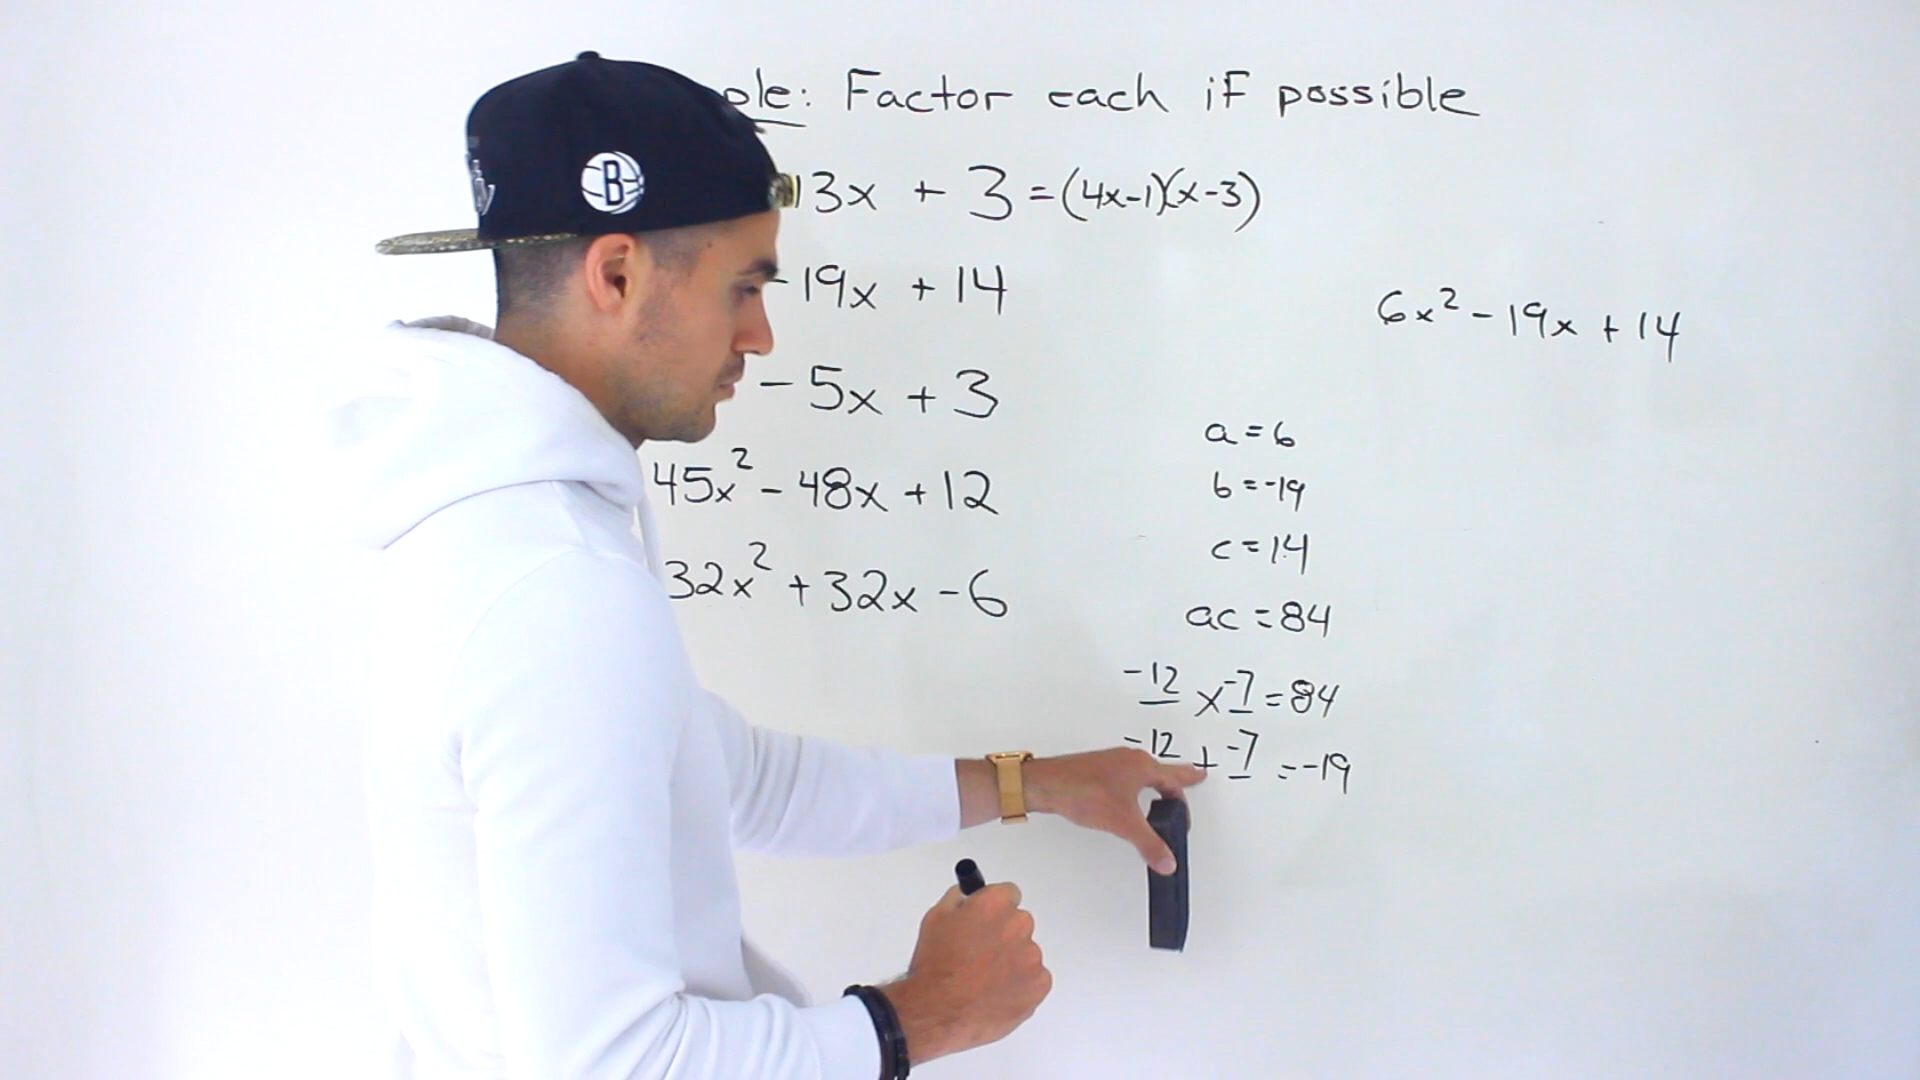 ple: Factor each if possible
13x + 3 = (4x-1)(x-3)
-19x + 14
- 5x + 3
45x² - 48x + 12
32x² + 32x - 6
6x² - 19x + 14
a = 6
b = -19
c = 14
ac = 84
-12 x -7 = 84
-12 + -7 = -19
B